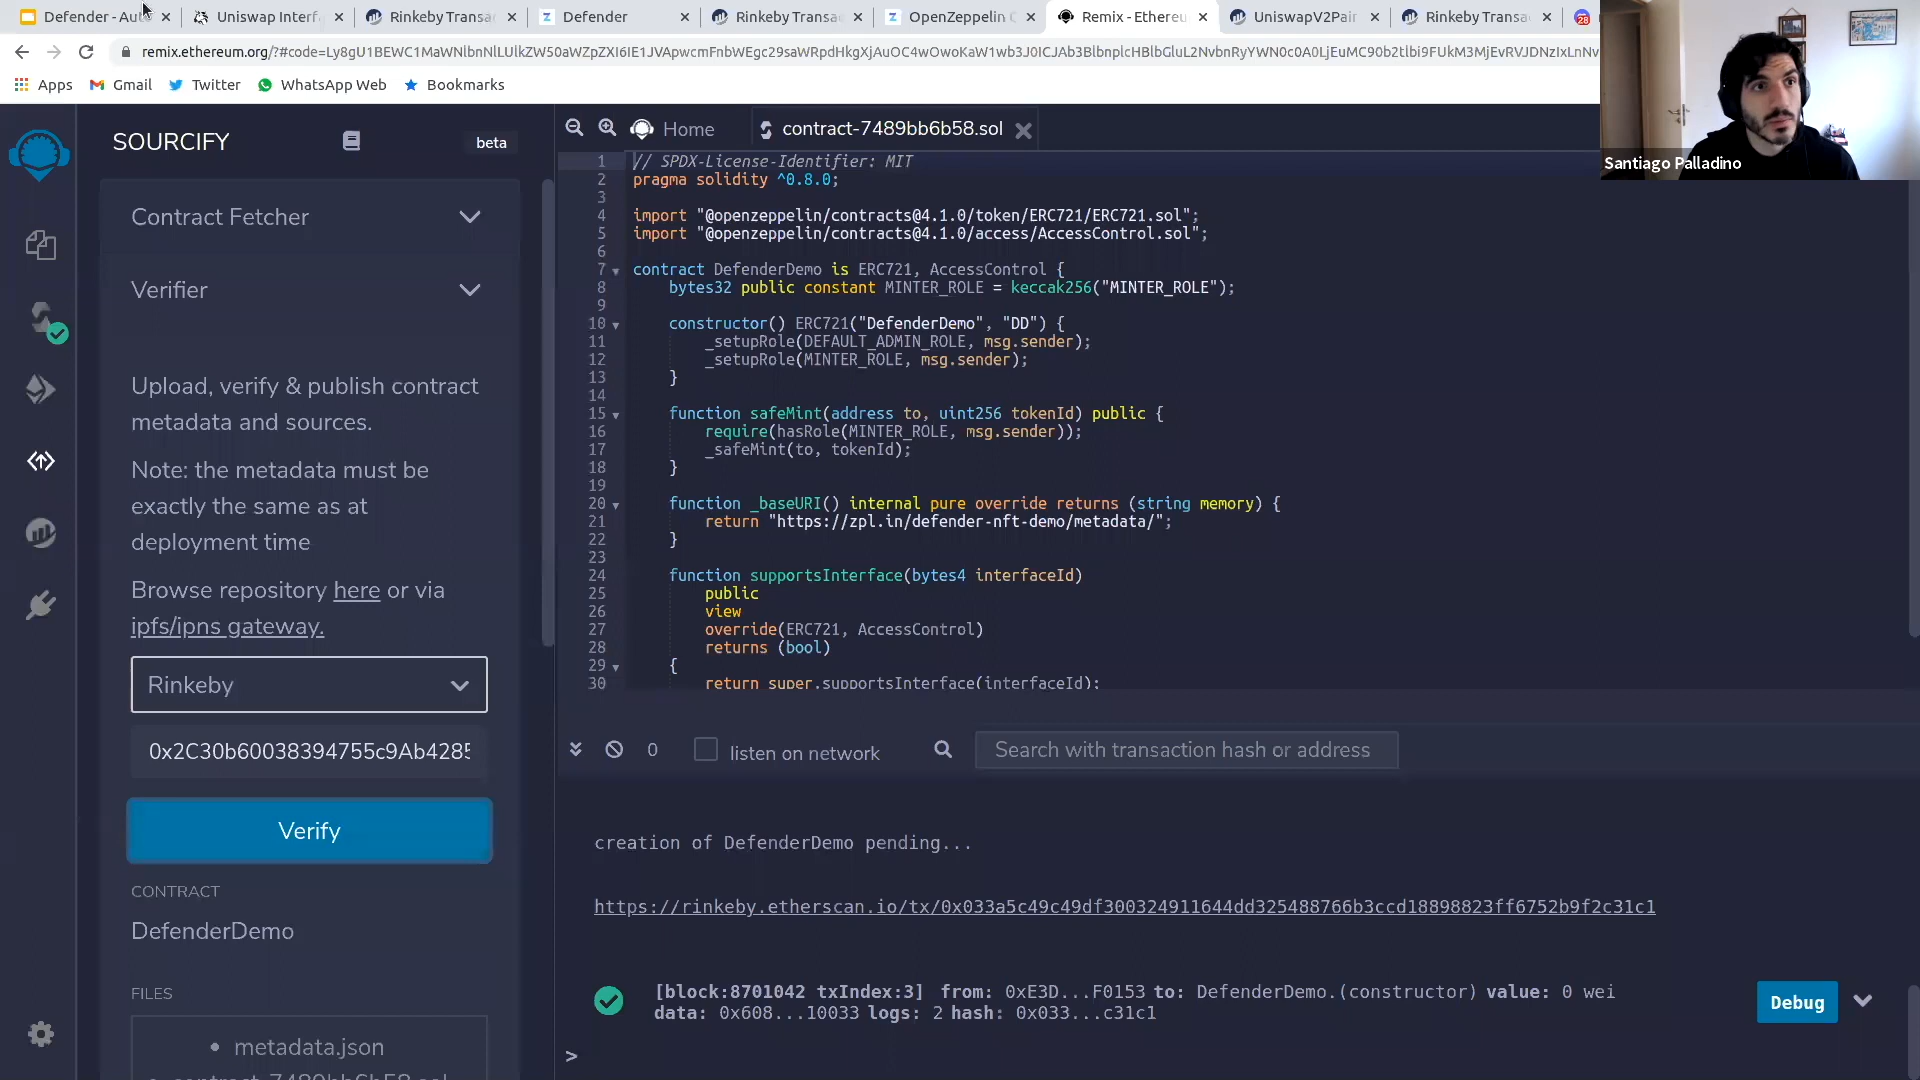 Defender - Aut
Uniswap Interf
Rinkeby Transa
Defender
Rinkeby Transa
OpenZeppelin C
Remix - Ethereu
UniswapV2Pair
Rinkeby Transa
28
remix.ethereum.org/?#code=
Apps
Gmail
Twitter
WhatsApp Web
Bookmarks
Santiago Palladino
SOURCIFY
beta
Contract Fetcher
Verifier
Upload, verify & publish contract
metadata and sources.
Note: the metadata must be
exactly the same as at
deployment time
Browse repository here or via
ipfs/ipns gateway.
Rinkeby
0x2C30b60038394755c9Ab4285
Verify
CONTRACT
DefenderDemo
FILES
metadata.json
contract-7489bb6b58.sol
Home
contract-7489bb6b58.sol
1 // SPDX-License-Identifier: MIT
2 pragma solidity ^0.8.0;
3
4 import "@openzeppelin/contracts@4.1.0/token/ERC721/ERC721.sol";
5 import "@openzeppelin/contracts@4.1.0/access/AccessControl.sol";
6
7 contract DefenderDemo is ERC721, AccessControl {
8 bytes32 public constant MINTER_ROLE = keccak256("MINTER_ROLE");
9
10 constructor() ERC721("DefenderDemo", "DD") {
11 _setupRole(DEFAULT_ADMIN_ROLE, msg.sender);
12 _setupRole(MINTER_ROLE, msg.sender);
13 }
14
15 function safeMint(address to, uint256 tokenId) public {
16 require(hasRole(MINTER_ROLE, msg.sender));
17 _safeMint(to, tokenId);
18 }
19
20 function _baseURI() internal pure override returns (string memory) {
21 return "https://zpl.in/defender-nft-demo/metadata/";
22 }
23
24 function supportsInterface(bytes4 interfaceId)
25 public
26 view
27 override(ERC721, AccessControl)
28 returns (bool)
29 {
30 return super.supportsInterface(interfaceId);
0
listen on network
Search with transaction hash or address
creation of DefenderDemo pending...
https://rinkeby.etherscan.io/tx/0x033a5c49c49df300324911644dd325488766b3ccd18898823ff6752b9f2c31c1
[block:8701042 txIndex:3] from: 0xE3D...F0153 to: DefenderDemo.(constructor) value: 0 wei
data: 0x608...10033 logs: 2 hash: 0x033...c31c1
Debug
>